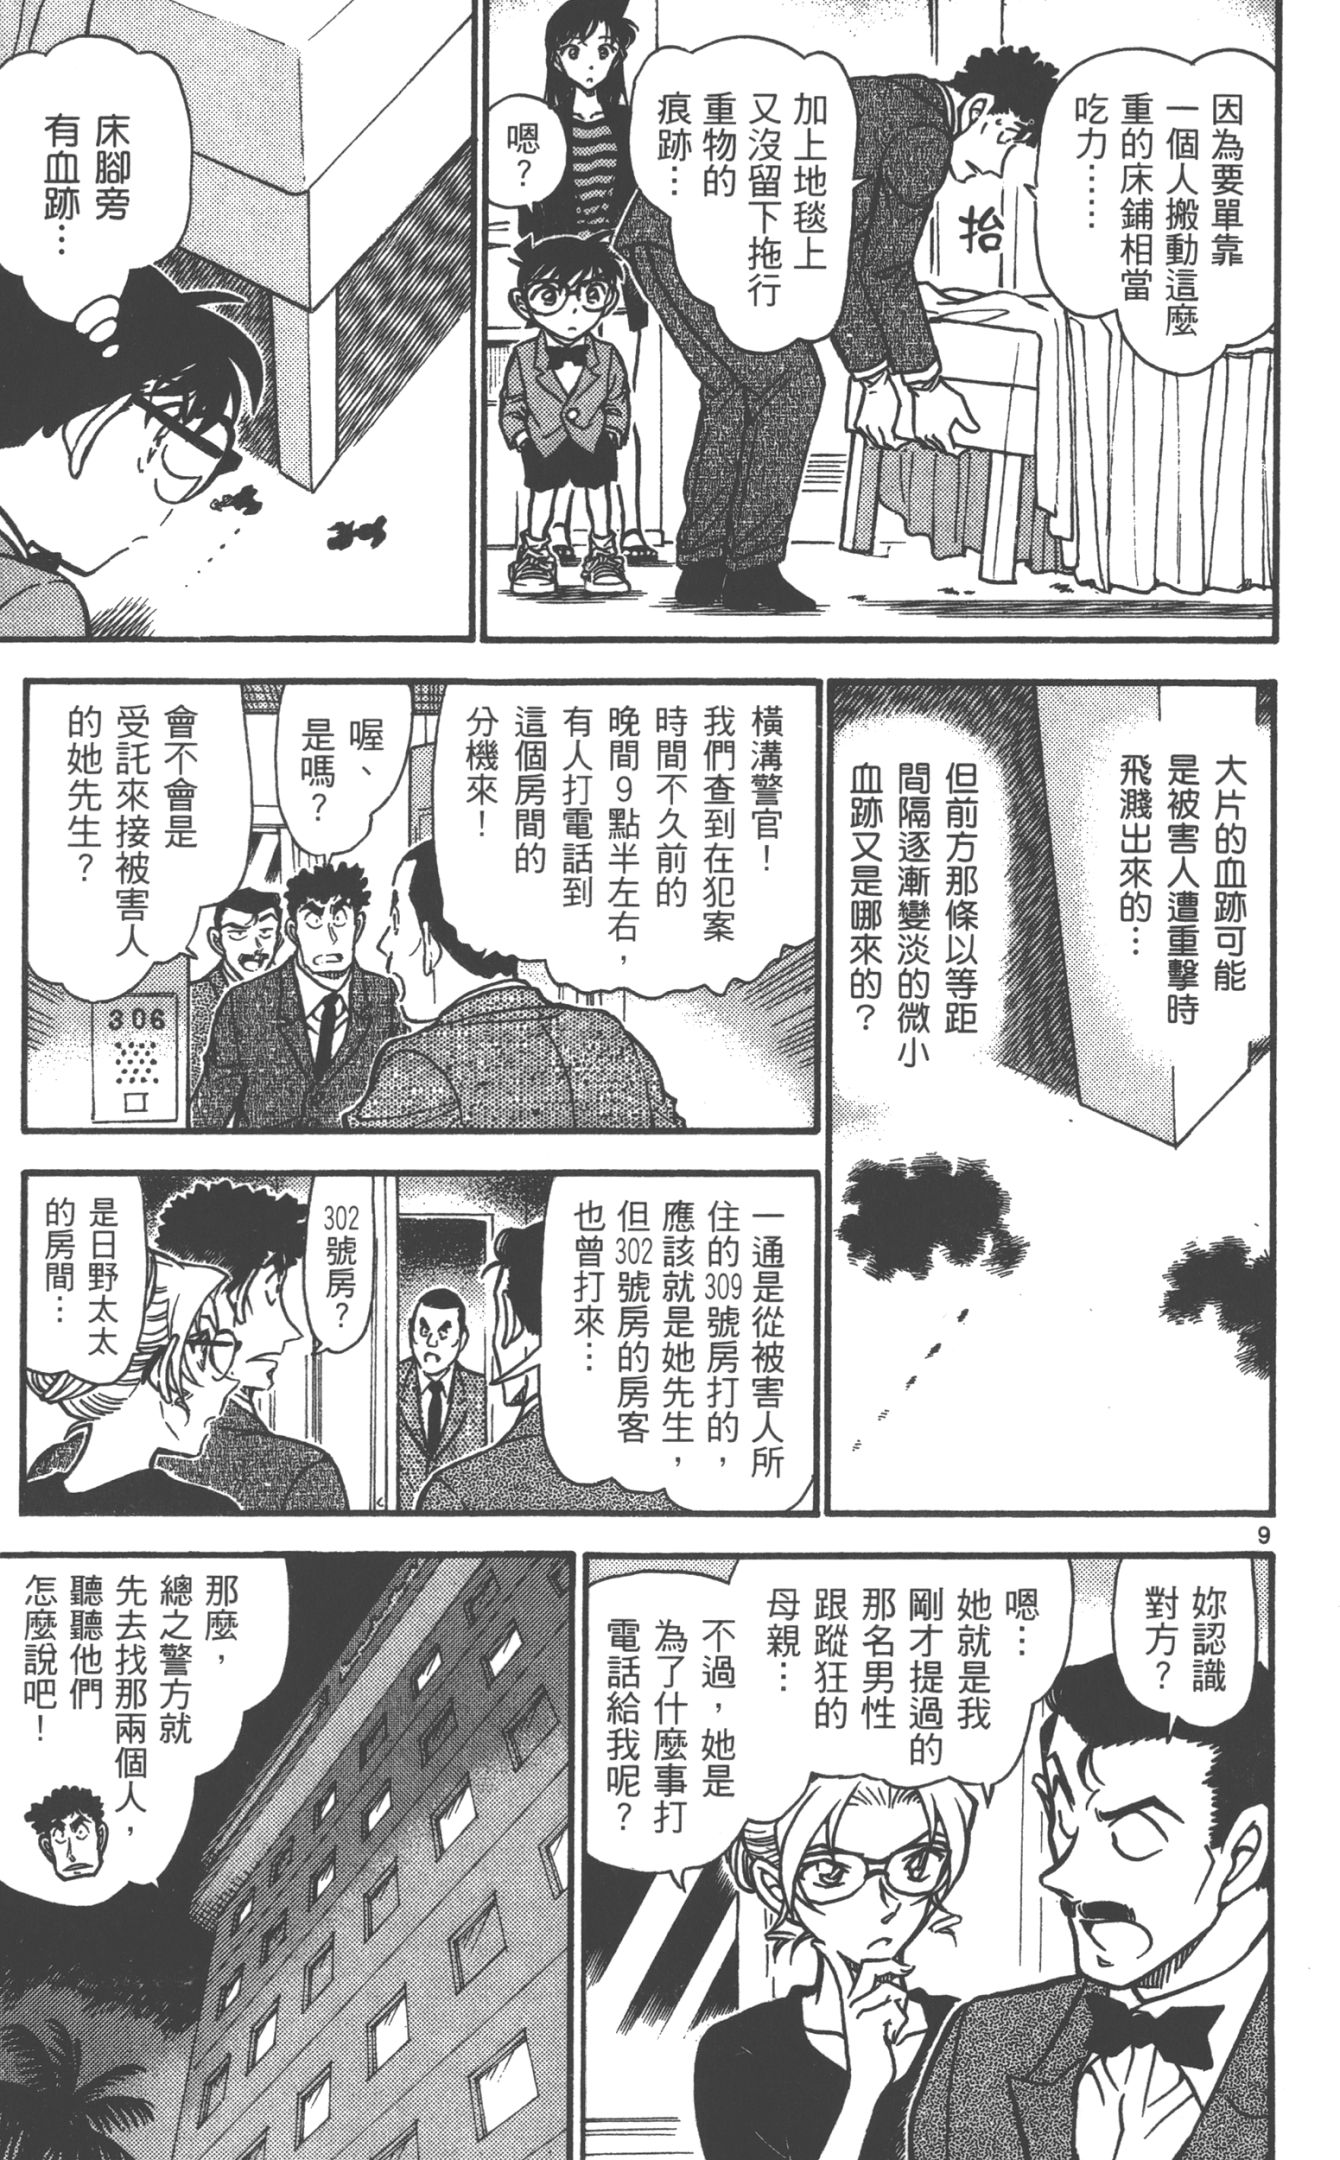 因為要單靠
一個人搬動這麼
重的床鋪相當
吃力……
抬
加上地毯上
又沒留下拖行
重物的
痕跡…
嗯?
床腳旁
有血跡…
大片的血跡可能
是被害人遭重擊時
飛濺出來的…
但前方那條以等距
間隔逐漸變淡的微小
血跡又是哪來的?
橫溝警官!
我們查到在犯案
時間不久前的
晚間9點半左右,
有人打電話到
這個房間的
分機來!
喔、
是嗎?
會不會是
受託來接被害人
的她先生?
306
一通是從被害人所
住的309號房打的,
應該就是她先生,
但302號房的房客
也曾打來…
302
號房?
是日野太太
的房間…
9
妳認識
對方?
嗯…
她就是我
剛才提過的
那名男性
跟蹤狂的
母親…
不過,她是
為了什麼事打
電話給我呢?
那麼,
總之警方就
先去找那兩個人,
聽聽他們
怎麼說吧!